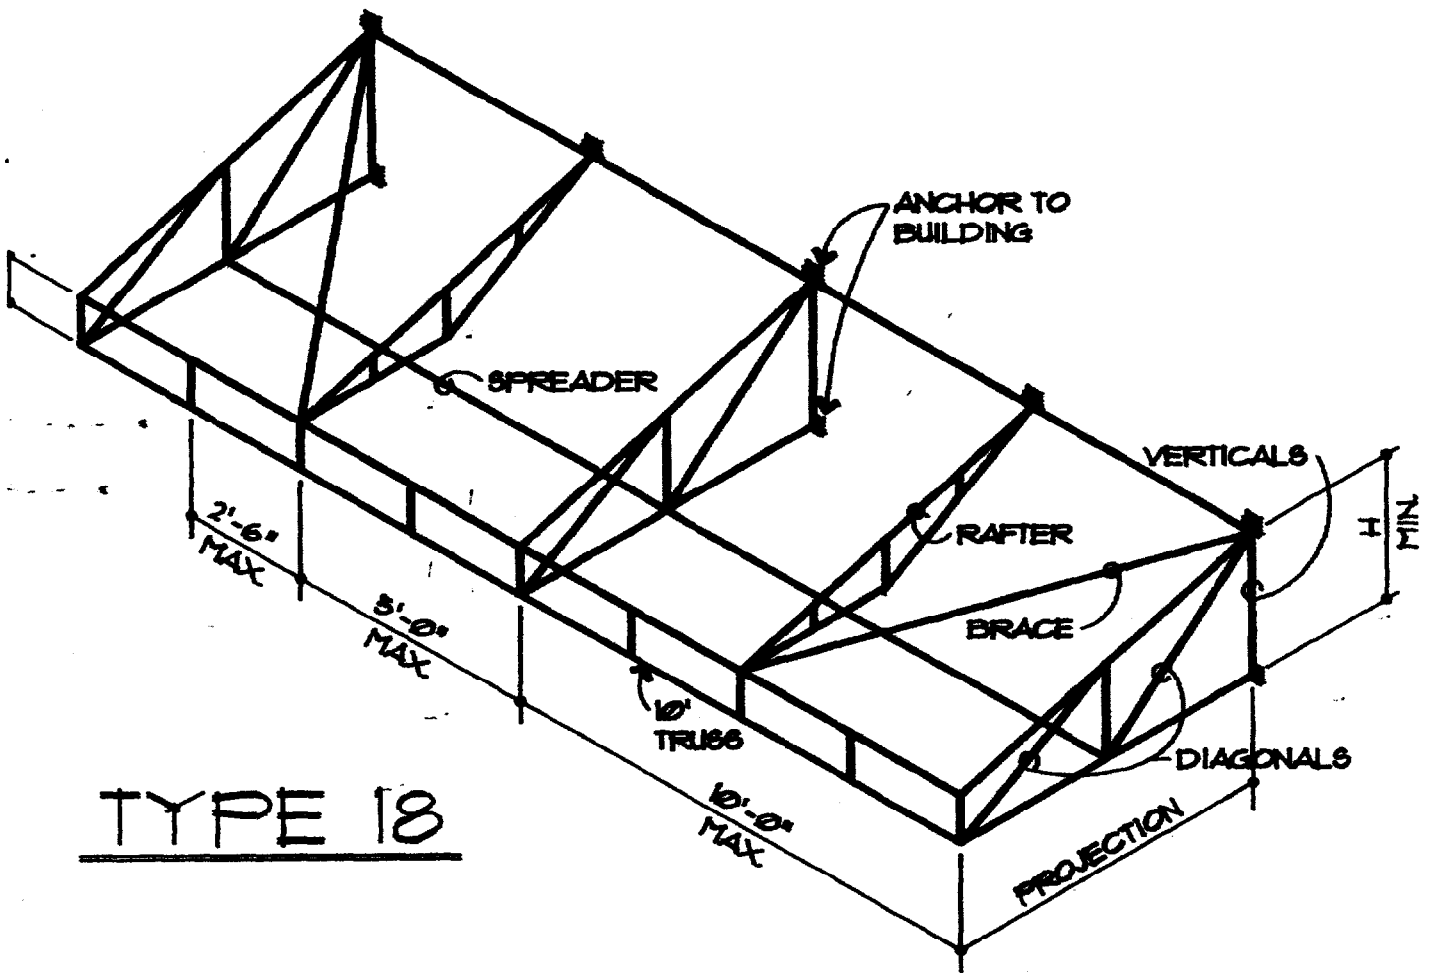 ANCHOR TO
BUILDING
SPREADER
VERTICALS
H
MIN.
2'-6"
MAX
RAFTER
5'-0"
MAX
BRACE
10'
TRUSS
DIAGONALS
10'-0"
MAX
PROJECTION
TYPE 18